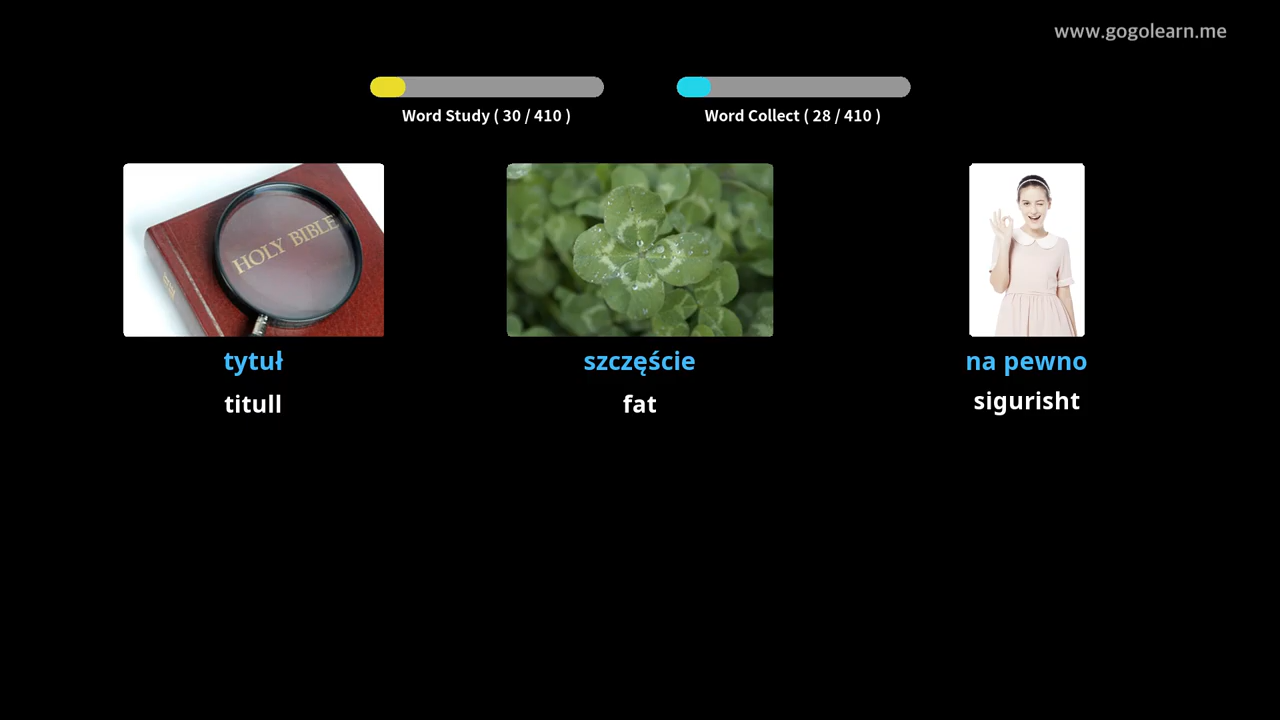 www.gogolearn.me
Word Study ( 30 / 410 )
Word Collect ( 28 / 410 )
HOLY BIBLE
tytuł
szczęście
na pewno
titull
fat
sigurisht